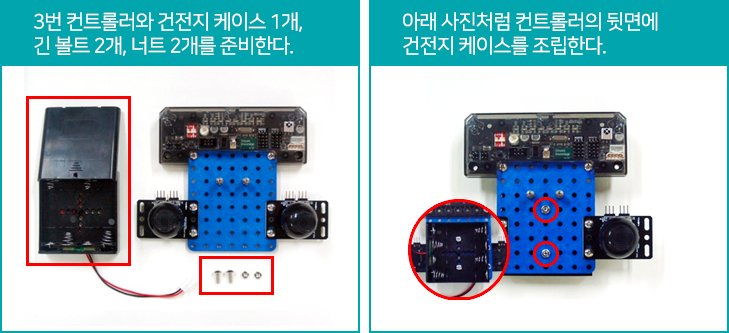 3번 컨트롤러와 건전지 케이스 1개,
긴 볼트 2개, 너트 2개를 준비한다.
아래 사진처럼 컨트롤러의 뒷면에
건전지 케이스를 조립한다.